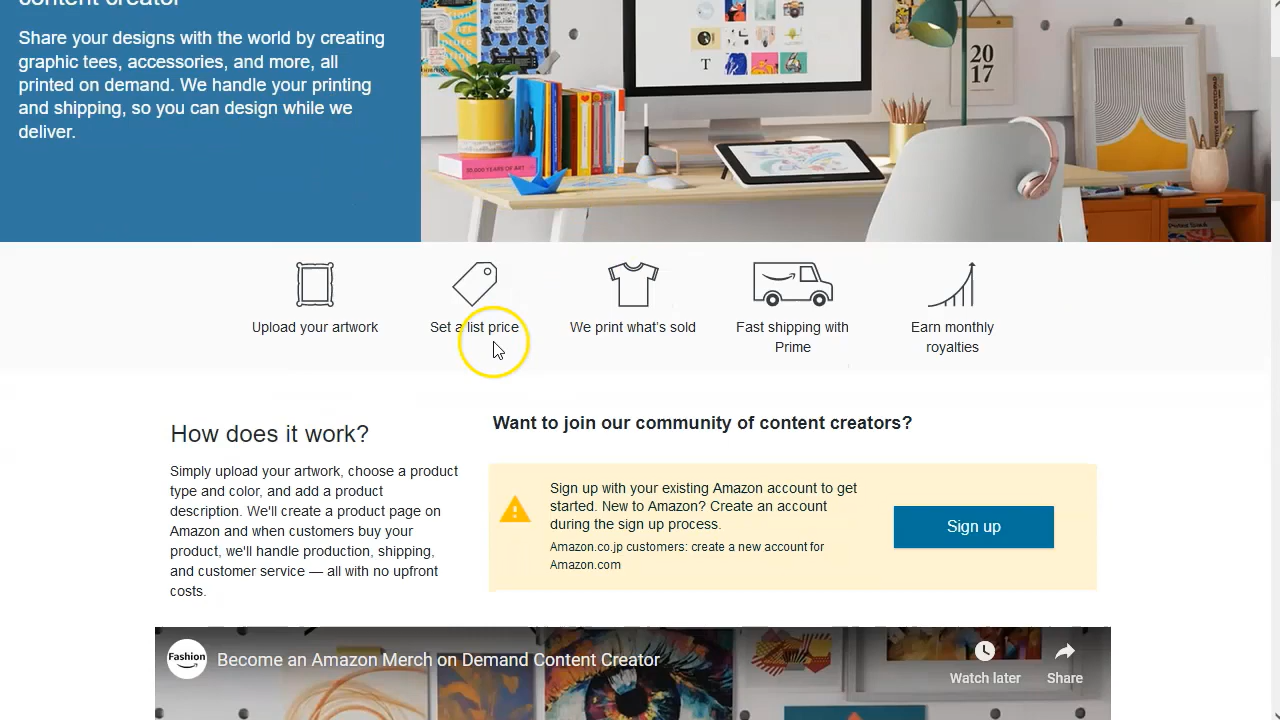 content creator
Share your designs with the world by creating
graphic tees, accessories, and more, all
printed on demand. We handle your printing
and shipping, so you can design while we
deliver.
20
17
T
Upload your artwork
Set a list price
We print what's sold
Fast shipping with
Prime
Earn monthly
royalties
How does it work?
Simply upload your artwork, choose a product
type and color, and add a product
description. We'll create a product page on
Amazon and when customers buy your
product, we'll handle production, shipping,
and customer service — all with no upfront
costs.
Want to join our community of content creators?
Sign up with your existing Amazon account to get
started. New to Amazon? Create an account
during the sign up process.
Amazon.co.jp customers: create a new account for
Amazon.com
Sign up
Fashion
Become an Amazon Merch on Demand Content Creator
Watch later
Share